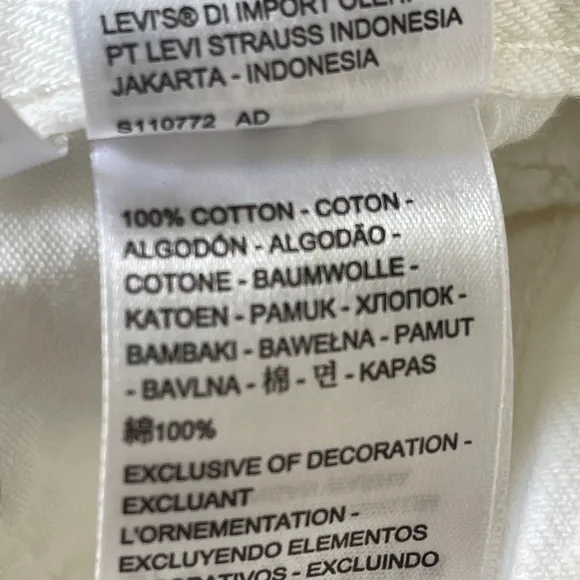 LEVI'S® DI IMPORT OLEH
PT LEVI STRAUSS INDONESIA
JAKARTA - INDONESIA
S110772 AD
100% COTTON - COTON -
ALGODÓN - ALGODÃO -
COTONE - BAUMWOLLE -
KATOEN - PAMUK - ХЛОПОК -
BAMBAKI - BAWEŁNA - PAMUT
- BAVLNA - 棉 - 면 - KAPAS
綿100%
EXCLUSIVE OF DECORATION -
EXCLUANT
L'ORNEMENTATION -
EXCLUYENDO ELEMENTOS
- EXCLUINDO